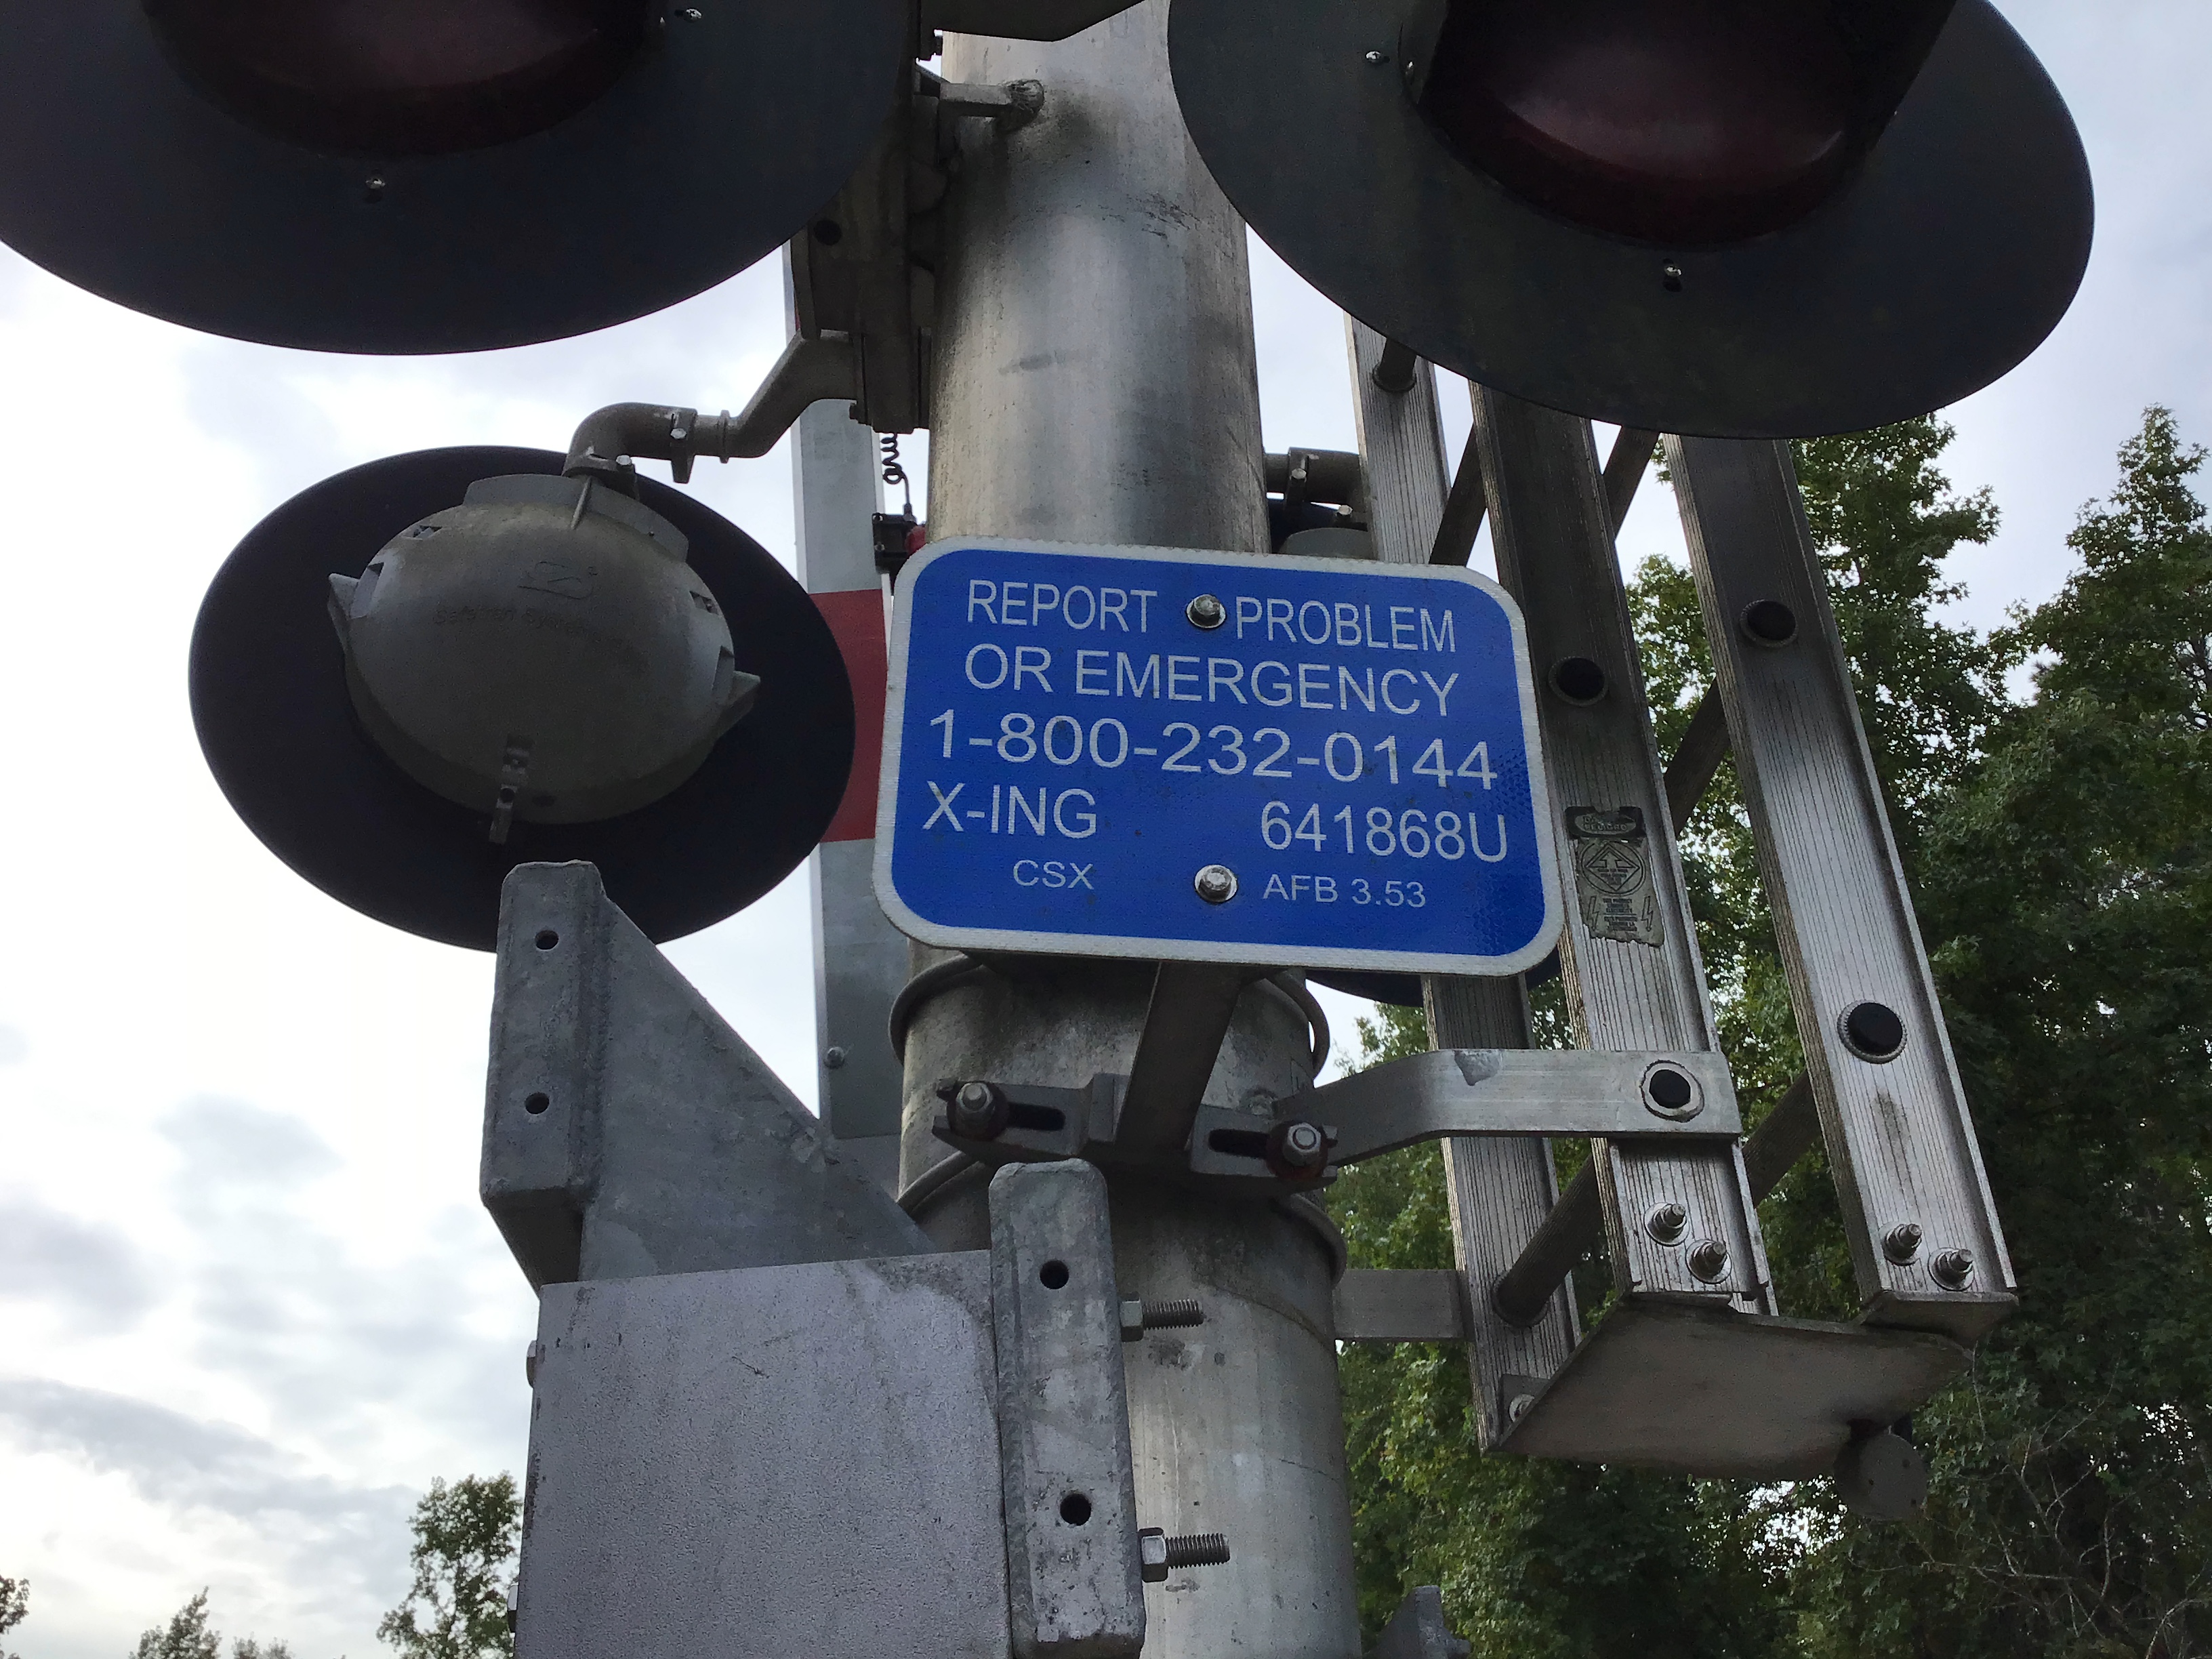 REPORT PROBLEM
OR EMERGENCY
1-800-232-0144
X-ING 641868U
CSX AFB 3.53